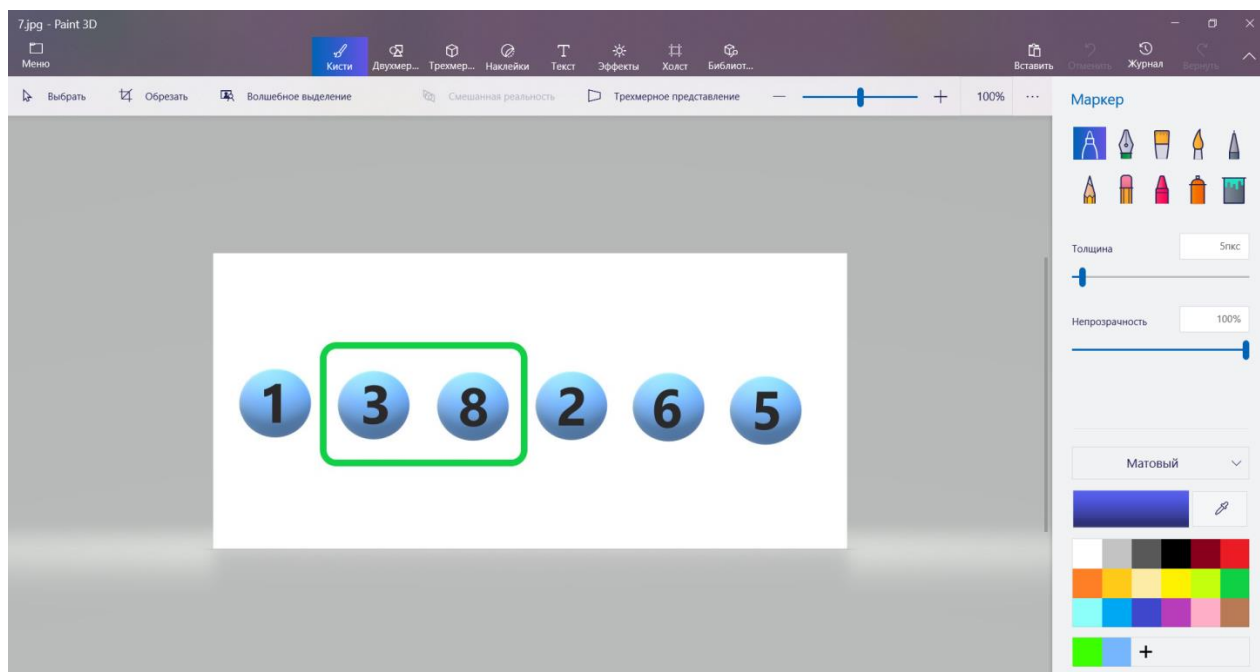 7.jpg - Paint 3D
Меню
Кисти
Двухмер...
Трехмер...
Наклейки
Текст
Эффекты
Холст
Библиот...
Вставить
Отменить
Журнал
Вернуть
Выбрать
Обрезать
Волшебное выделение
Смешанная реальность
Трехмерное представление
100%
Маркер
Толщина
5пкс
Непрозрачность
100%
1 3 8 2 6 5
Матовый